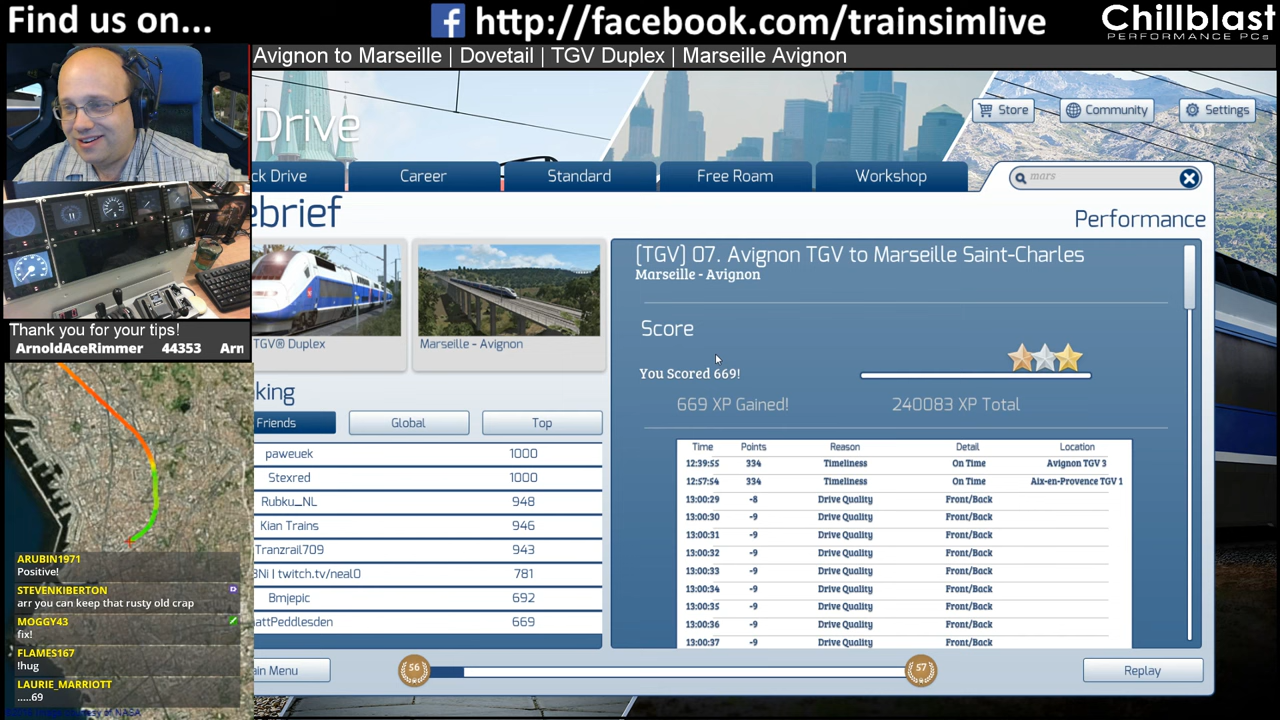 Find us on...
http://facebook.com/trainsimlive
Chillblast
PERFORMANCE PCs
Avignon to Marseille | Dovetail | TGV Duplex | Marseille Avignon
Drive
Store
Community
Settings
ck Drive
Career
Standard
Free Roam
Workshop
mars
ebrief
Performance
TGV® Duplex
Marseille - Avignon
[TGV] 07. Avignon TGV to Marseille Saint-Charles
Marseille - Avignon
Score
You Scored 669!
669 XP Gained!
240083 XP Total
Time Points Reason Detail Location
12:39:55 334 Timeliness On Time Avignon TGV 3
12:57:54 334 Timeliness On Time Aix-en-Provence TGV 1
13:00:29 -8 Drive Quality Front/Back
13:00:30 -9 Drive Quality Front/Back
13:00:31 -9 Drive Quality Front/Back
13:00:32 -9 Drive Quality Front/Back
13:00:33 -9 Drive Quality Front/Back
13:00:34 -9 Drive Quality Front/Back
13:00:35 -9 Drive Quality Front/Back
13:00:36 -9 Drive Quality Front/Back
13:00:37 -9 Drive Quality Front/Back
king
Friends
Global
Top
paweuek 1000
Stexred 1000
Rubku_NL 948
Kian Trains 946
Tranzrail709 943
3Ni | twitch.tv/neal0 781
Bmjepic 692
attPeddlesden 669
ain Menu
56
57
Replay
Thank you for your tips!
ArnoldAceRimmer 44353 Arn
ARUBIN1971
Positive!
STEVENKIBERTON
arr you can keep that rusty old crap
MOGGY43
fix!
FLAMES167
!hug
LAURIE_MARRIOTT
.....69